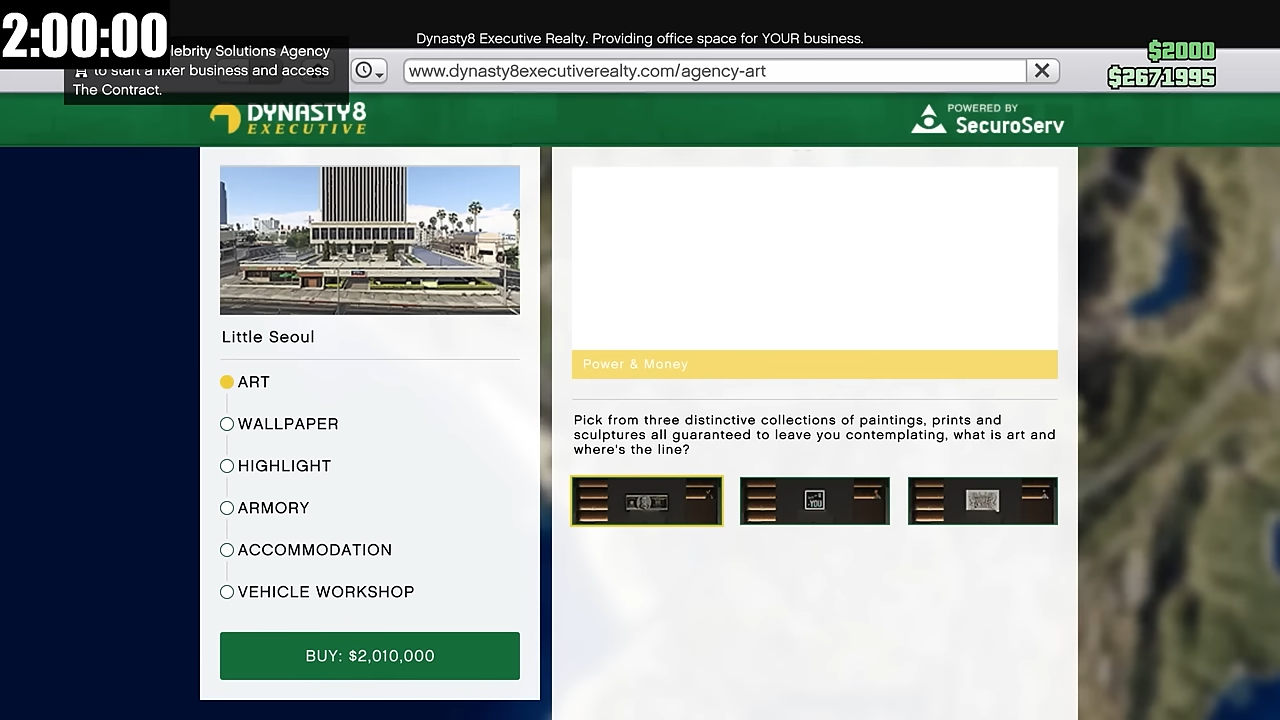 2:00:00
lebrity Solutions Agency
to start a fixer business and access
The Contract.
Dynasty8 Executive Realty. Providing office space for YOUR business.
www.dynasty8executiverealty.com/agency-art
$2000
$2671995
DYNASTY8
EXECUTIVE
POWERED BY
SecuroServ
Little Seoul
ART
WALLPAPER
HIGHLIGHT
ARMORY
ACCOMMODATION
VEHICLE WORKSHOP
BUY: $2,010,000
Power & Money
Pick from three distinctive collections of paintings, prints and
sculptures all guaranteed to leave you contemplating, what is art and
where's the line?
-YOU